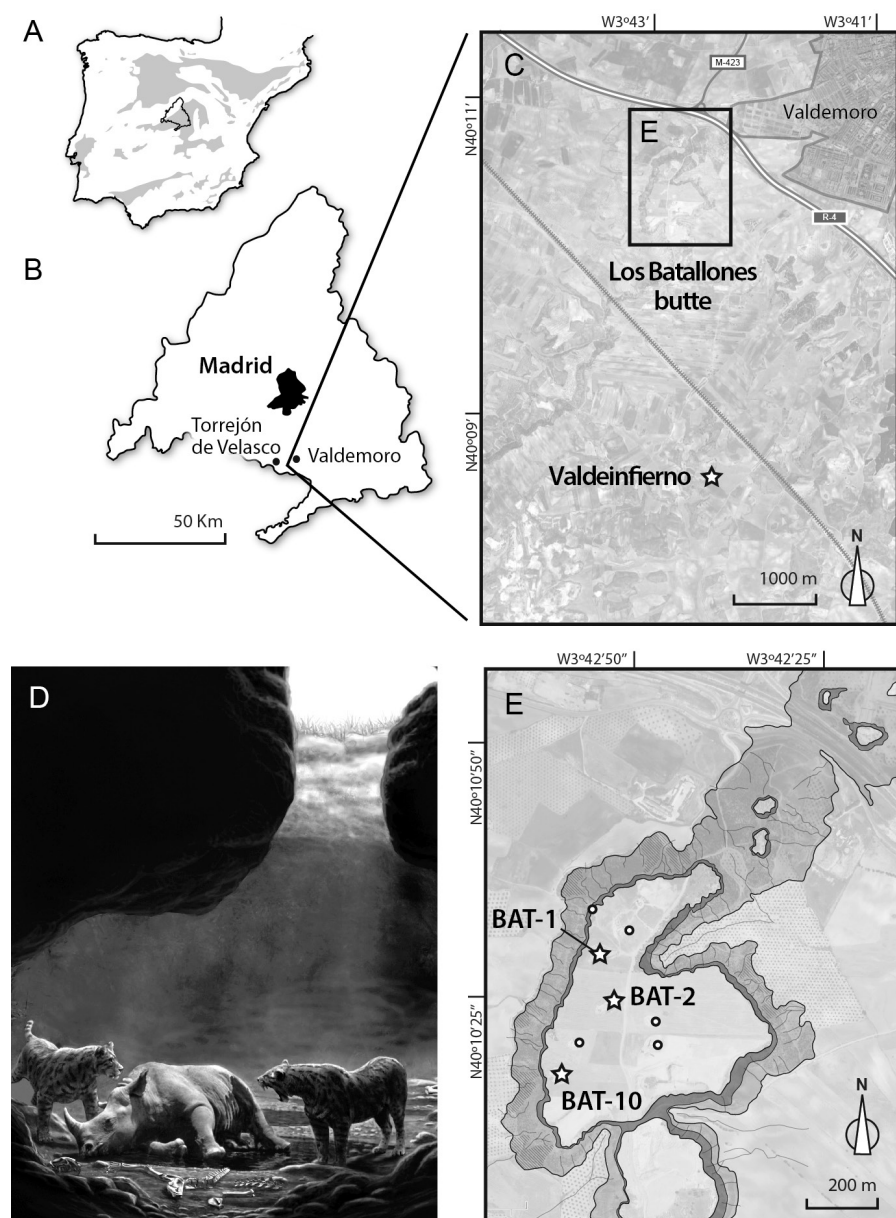 A
B
Madrid
Torrejón
de Velasco
Valdemoro
50 Km
W3º43’
W3º41’
N40º11’
N40º09’
C
M-423
Valdemoro
E
R-4
Los Batallones
butte
Valdeinfierno
N
1000 m
D
W3º42’50”
W3º42’25”
N40º10’50”
N40º10’25”
E
BAT-1
BAT-2
BAT-10
N
200 m